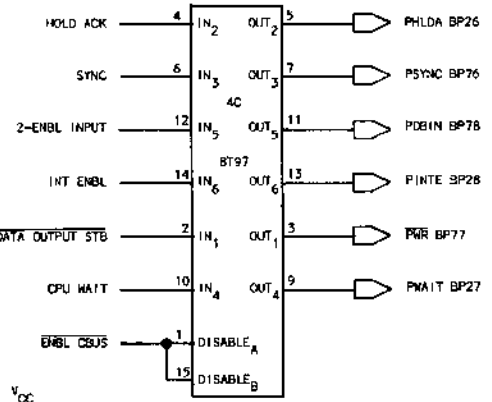 HOLD ACK 4 IN2 OUT2 5 PHLDA BP26
SYNC 6 IN3 OUT3 7 PSYNC BP76
4C
2-ENBL INPUT 12 IN5 OUT5 11 PDBIN BP78
8T97
INT ENBL 14 IN6 OUT6 13 PINTE BP28
DATA OUTPUT STB 2 IN1 OUT1 3 PWR BP77
CPU WAIT 10 IN4 OUT4 9 PWAIT BP27
ENBL CBUS 1 DISABLEA
15 DISABLEB
VCC